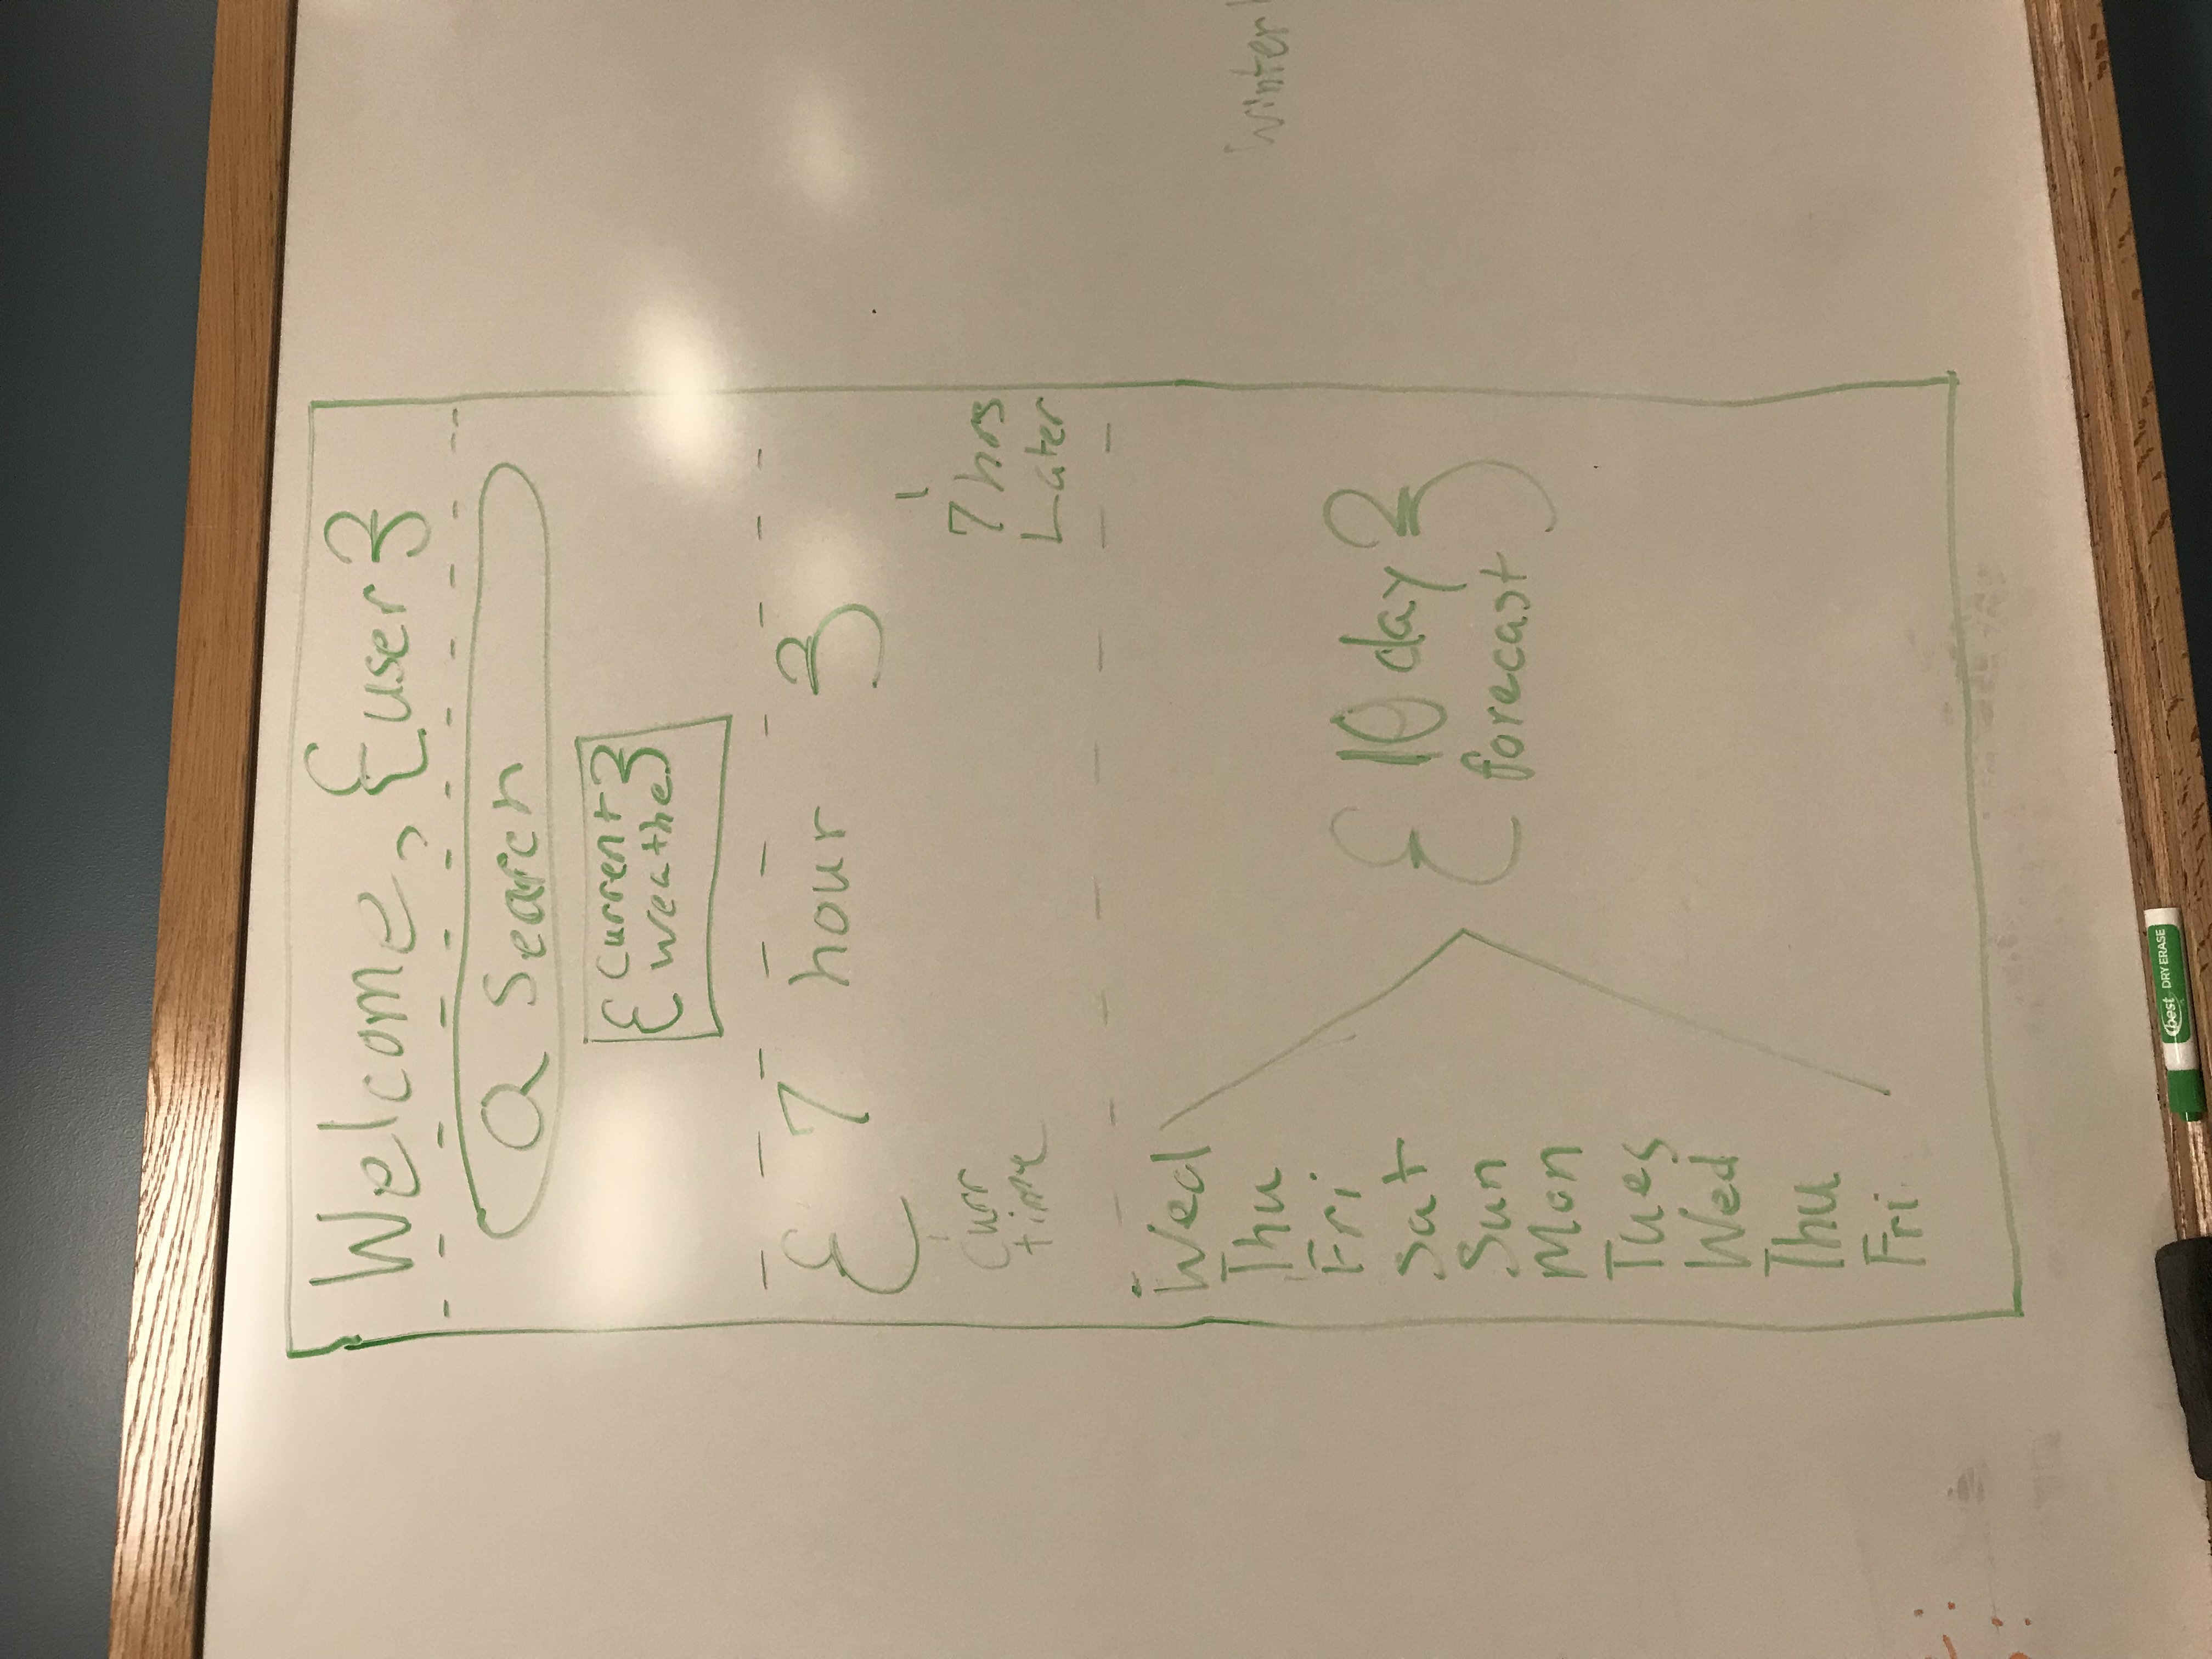 Welcome, {user}
Search
{Current
Weathe}
{ 7 hour }
Curr
time
7 hrs
Later
Wed
Thu
Fri
Sat
Sun
Mon
Tues
Wed
Thu
Fri
{ 10 day }
forecast
Winter
best DRY ERASE